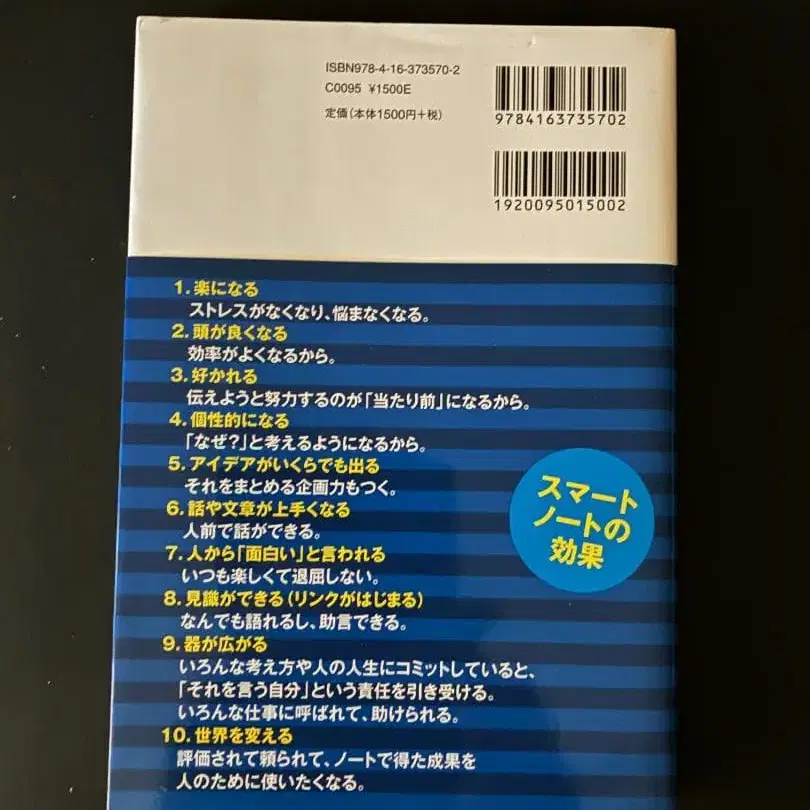 ISBN978-4-16-373570-2
C0095 ¥1500E
定価(本体1500円+税)
9784163735702
1920095015002
1. 楽になる
ストレスがなくなり、悩まなくなる。
2. 頭が良くなる
効率がよくなるから。
3. 好かれる
伝えようと努力するのが「当たり前」になるから。
4. 個性的になる
「なぜ?」と考えるようになるから。
5. アイデアがいくらでも出る
それをまとめる企画力もつく。
6. 話や文章が上手くなる
人前で話ができる。
7. 人から「面白い」と言われる
いつも楽しくて退屈しない。
8. 見識ができる(リンクがはじまる)
なんでも語れるし、助言できる。
9. 器が広がる
いろんな考え方や人の人生にコミットしていると、
「それを言う自分」という責任を引き受ける。
いろんな仕事に呼ばれて、助けられる。
10. 世界を変える
評価されて頼られて、ノートで得た成果を
人のために使いたくなる。
スマート
ノートの
効果